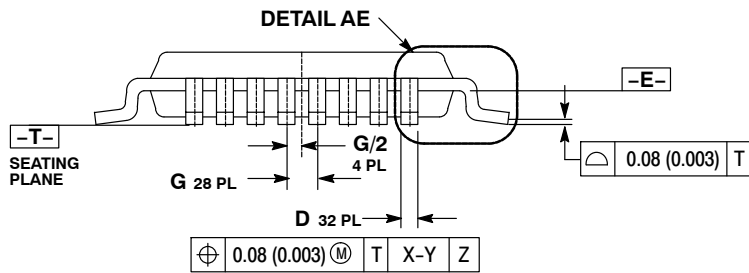 DETAIL AE
–E–
–T–
SEATING
PLANE
G/2
4 PL
G 28 PL
D 32 PL
⌓ 0.08 (0.003) T
⌖ 0.08 (0.003) Ⓜ T X–Y Z